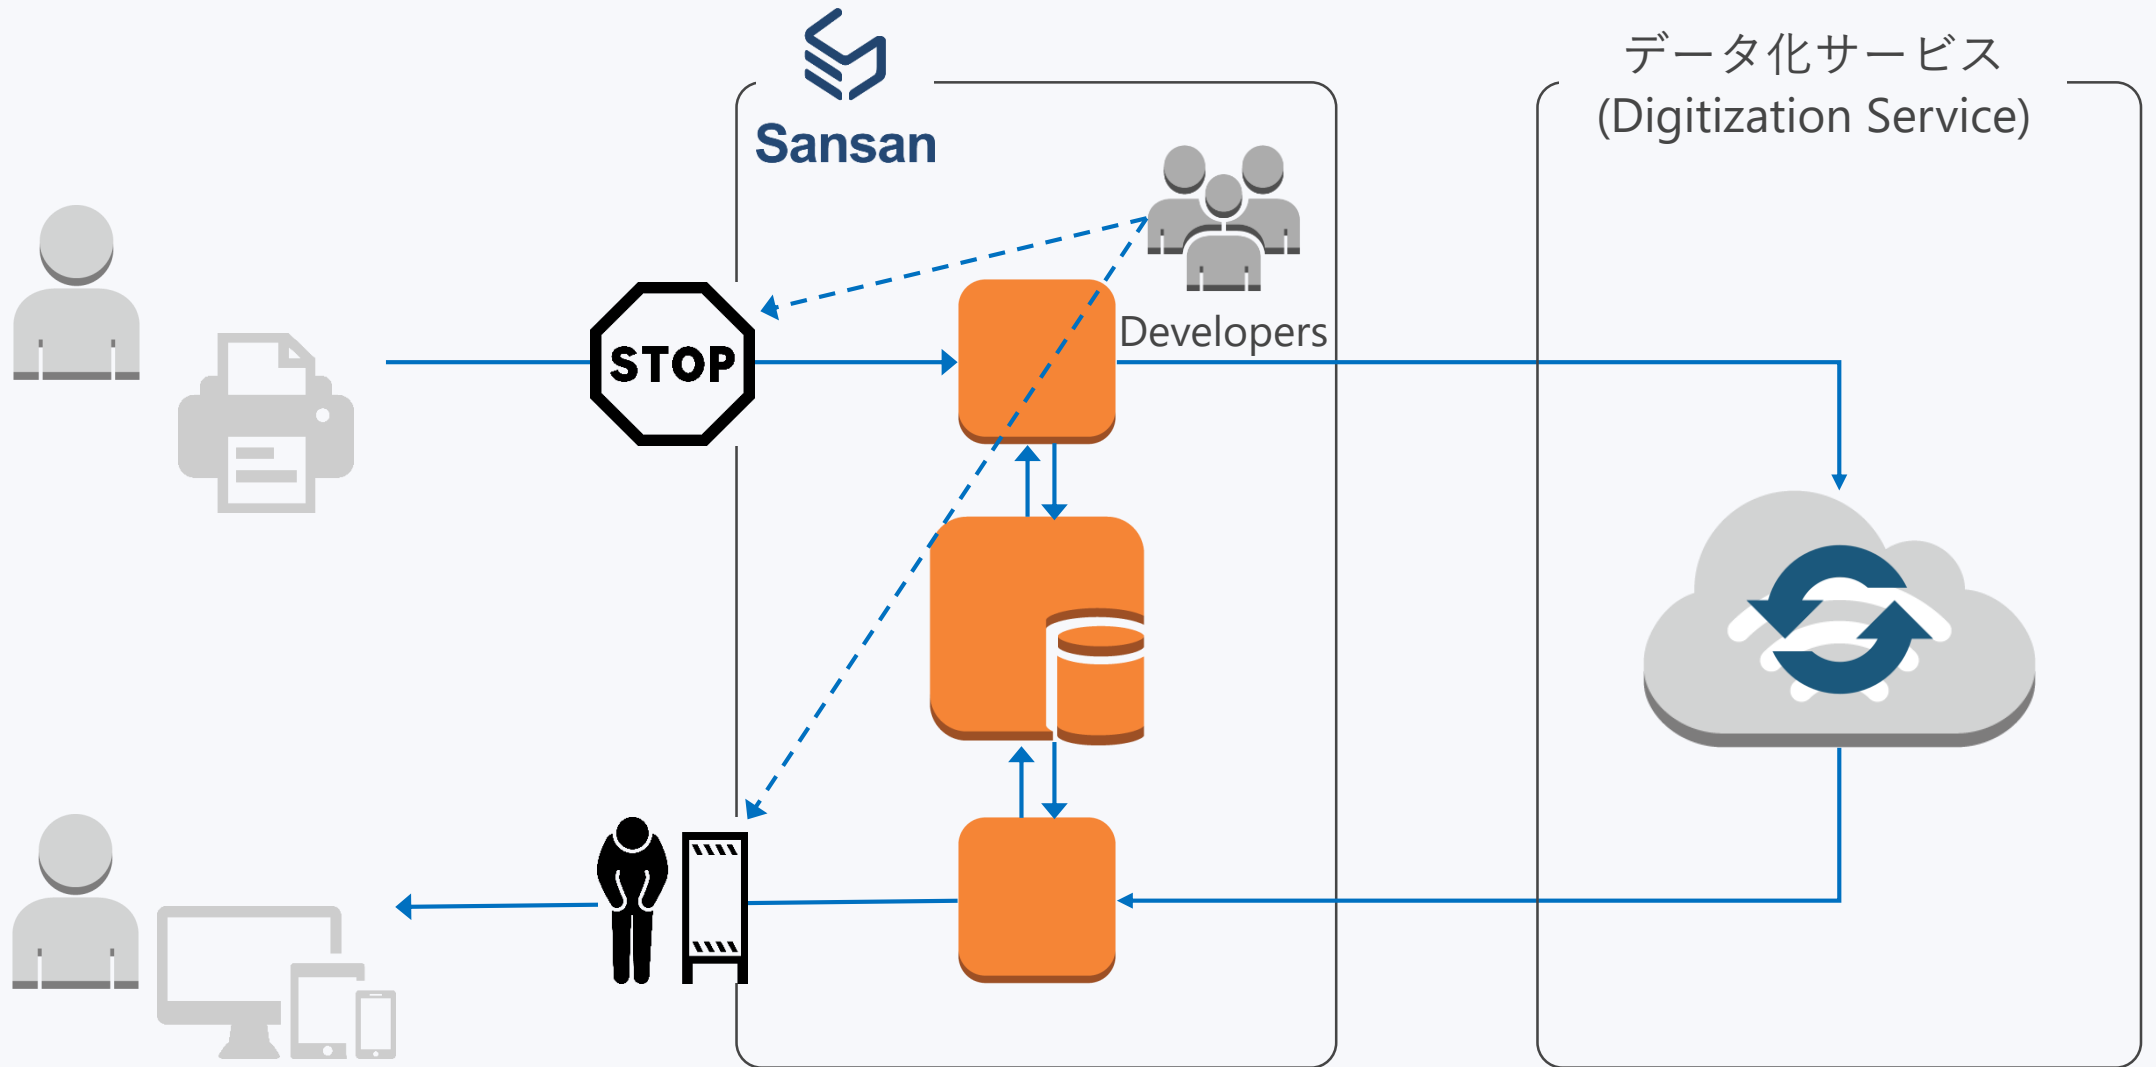 Sansan
データ化サービス
(Digitization Service)
Developers
STOP